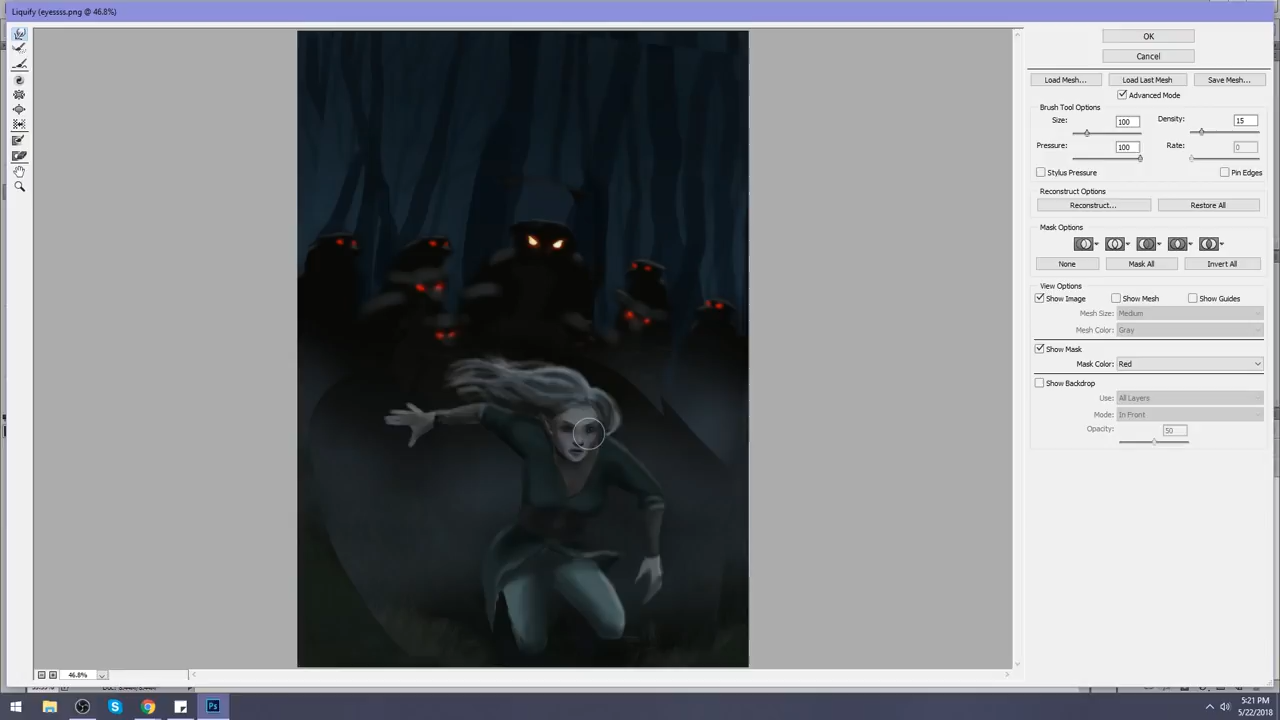 Liquify (eyessss.png @ 46.8%)
OK
Cancel
Load Mesh...
Load Last Mesh
Save Mesh...
Advanced Mode
Brush Tool Options
Size:
100
Density:
15
Pressure:
100
Rate:
0
Stylus Pressure
Pin Edges
Reconstruct Options
Reconstruct...
Restore All
Mask Options
None
Mask All
Invert All
View Options
Show Image
Show Mesh
Show Guides
Mesh Size:
Medium
Mesh Color:
Gray
Show Mask
Mask Color:
Red
Show Backdrop
Use:
All Layers
Mode:
In Front
Opacity:
50
46.8%
S
Ps
5:21 PM
5/22/2018